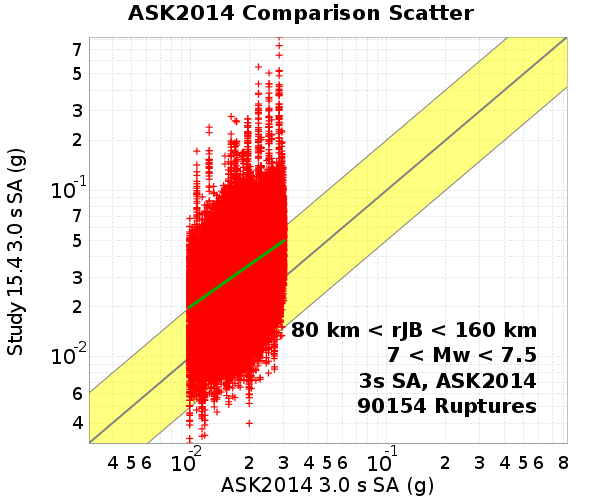 ASK2014 Comparison Scatter
Study 15.4 3.0 s SA (g)
7
5
3
2
10-1
7
5
3
2
10-2
6
4
80 km < rJB < 160 km
7 < Mw < 7.5
3s SA, ASK2014
90154 Ruptures
4 5 6 10-2 2 3 4 5 6 10-1 2 3 4 5 6 8
ASK2014 3.0 s SA (g)